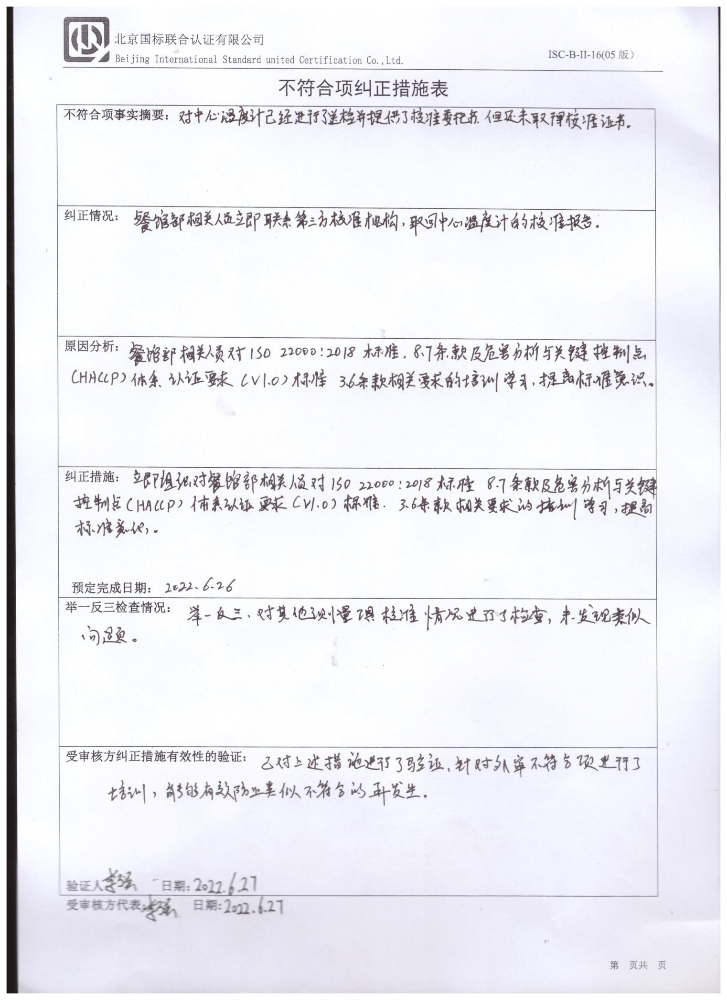 北京国标联合认证有限公司
Beijing International Standard united Certification Co.,Ltd.
ISC-B-II-16(05 版）
不符合项纠正措施表
不符合项事实摘要：对中心温度计已经进行了送检并提供了校准委托书.但还未取得校准证书。
纠正情况： 餐馆部相关人员立即联系第三方校准机构，取回中心温度计的校准报告。
原因分析：餐馆部相关人员对ISO 22000:2018 标准，8.7条款及危害分析与关键控制点
(HACCP)体系认证要求（V1.0）标准 3.6条款相关要求的培训学习，提高标准意识。
纠正措施： 立即组织对餐馆部相关人员对ISO 22000:2018标准 8.7条款及危害分析与关键
控制点(HACCP)体系认证要求（V1.0）标准. 3.6条款相关要求的培训学习，提高
标准意识。
预定完成日期： 2022.6.26
举一反三检查情况： 举一反三、对其他测量设备校准情况进行了检查，未发现类似
问题。
受审核方纠正措施有效性的验证： 已对上述措施进行了验证，针对外审不符合项进行了
培训，能够有效防止类似不符合的再发生。
验证人李强 日期：2022.6.27
受审核方代表：李强 日期：2022.6.27
第 页共 页